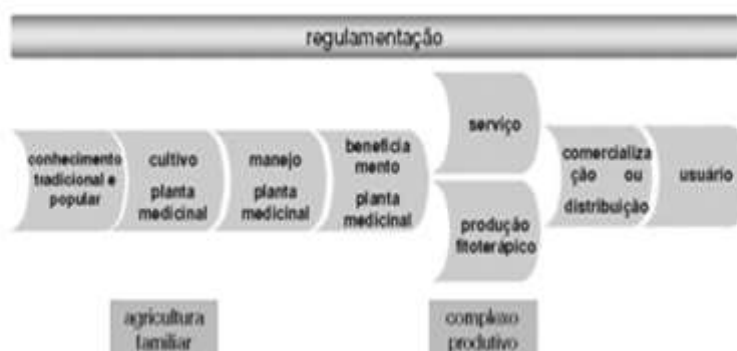 regulamentação
conhecimento
tradicional e
popular
cultivo
planta
medicinal
manejo
planta
medicinal
beneficia
mento
planta
medicinal
serviço
produção
fitoterápico
comercializa
ção ou
distribuição
usuário
agricultura
familiar
complexo
produtivo